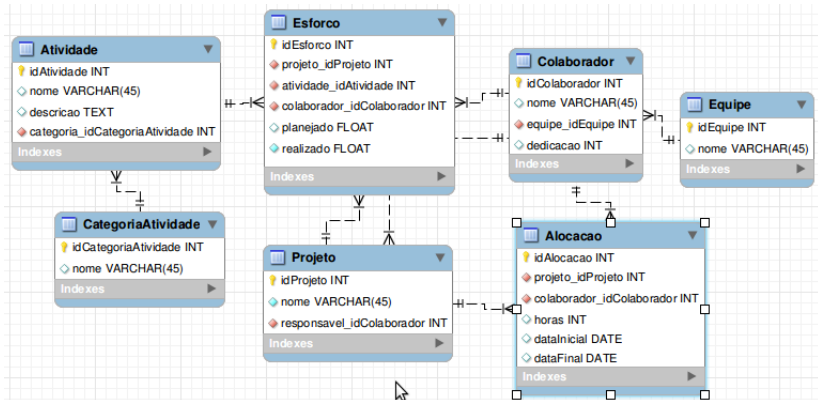 Atividade
idAtividade INT
nome VARCHAR(45)
descricao TEXT
categoria_idCategoriaAtividade INT
Indexes
CategoriaAtividade
idCategoriaAtividade INT
nome VARCHAR(45)
Indexes
Esforco
idEsforco INT
projeto_idProjeto INT
atividade_idAtividade INT
colaborador_idColaborador INT
planejado FLOAT
realizado FLOAT
Indexes
Projeto
idProjeto INT
nome VARCHAR(45)
responsavel_idColaborador INT
Indexes
Colaborador
idColaborador INT
nome VARCHAR(45)
equipe_idEquipe INT
dedicacao INT
Indexes
Equipe
idEquipe INT
nome VARCHAR(45)
Indexes
Alocacao
idAlocacao INT
projeto_idProjeto INT
colaborador_idColaborador INT
horas INT
dataInicial DATE
dataFinal DATE
Indexes